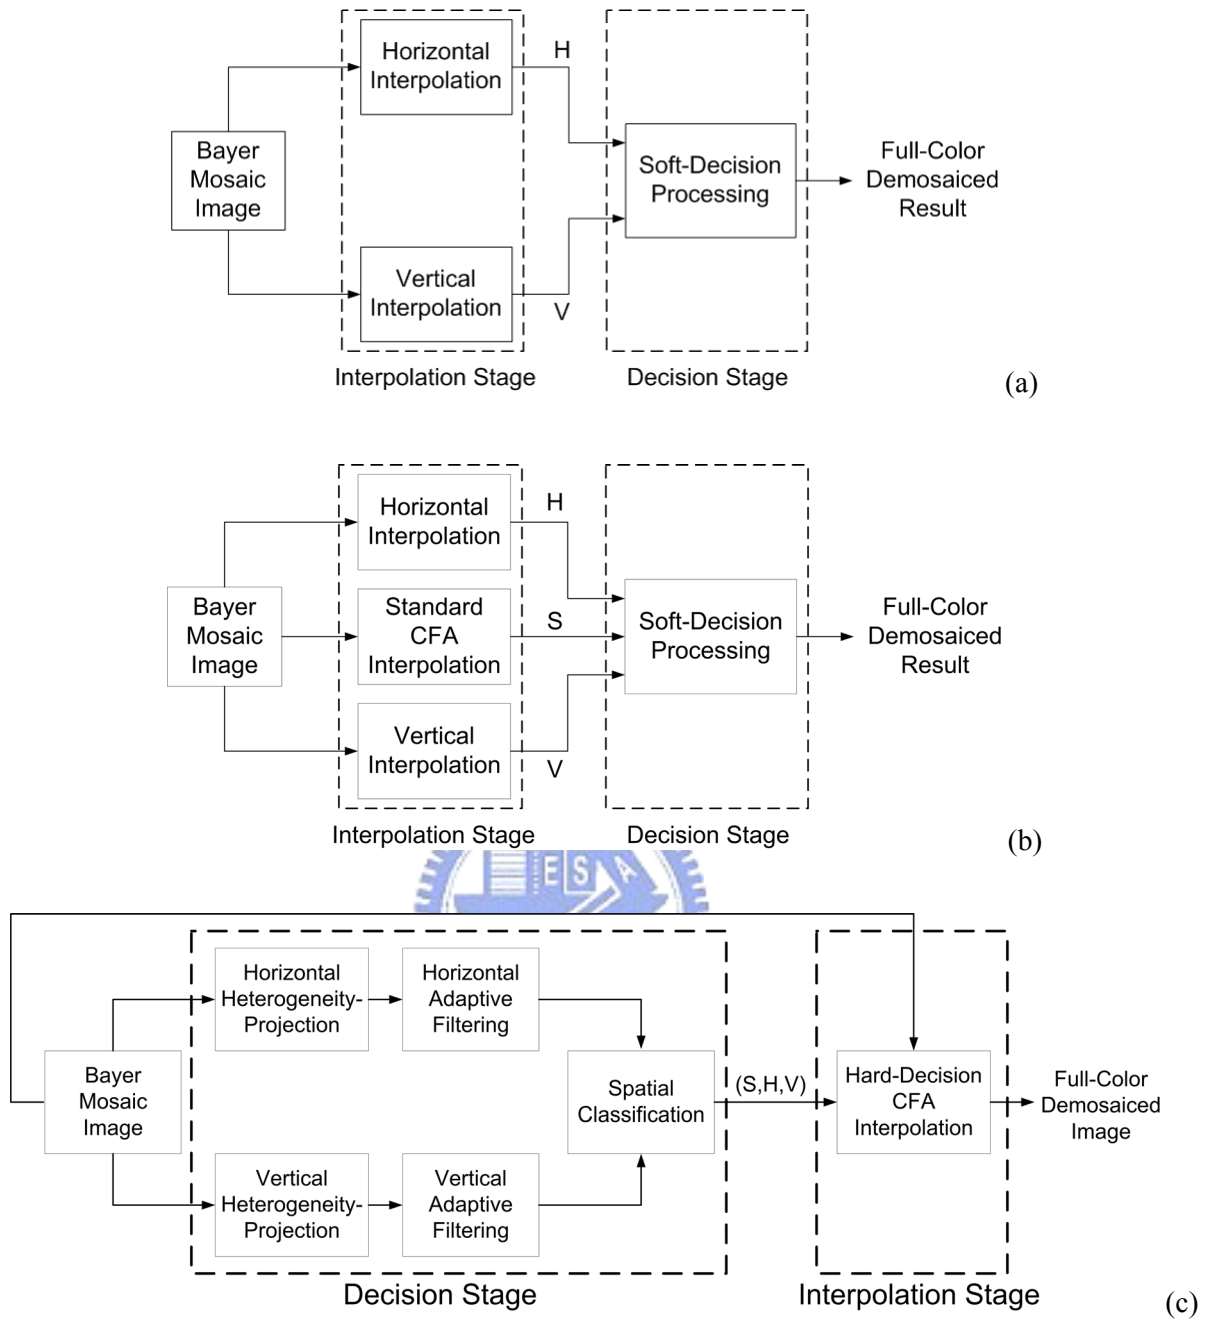 Horizontal
Interpolation
H
Bayer
Mosaic
Image
Soft-Decision
Processing
Full-Color
Demosaiced
Result
Vertical
Interpolation
V
Interpolation Stage
Decision Stage
(a)
Horizontal
Interpolation
H
Bayer
Mosaic
Image
Standard
CFA
Interpolation
S
Soft-Decision
Processing
Full-Color
Demosaiced
Result
Vertical
Interpolation
V
Interpolation Stage
Decision Stage
(b)
ESA
Horizontal
Heterogeneity-
Projection
Horizontal
Adaptive
Filtering
Bayer
Mosaic
Image
Spatial
Classification
(S,H,V)
Hard-Decision
CFA
Interpolation
Full-Color
Demosaiced
Image
Vertical
Heterogeneity-
Projection
Vertical
Adaptive
Filtering
Decision Stage
Interpolation Stage
(c)